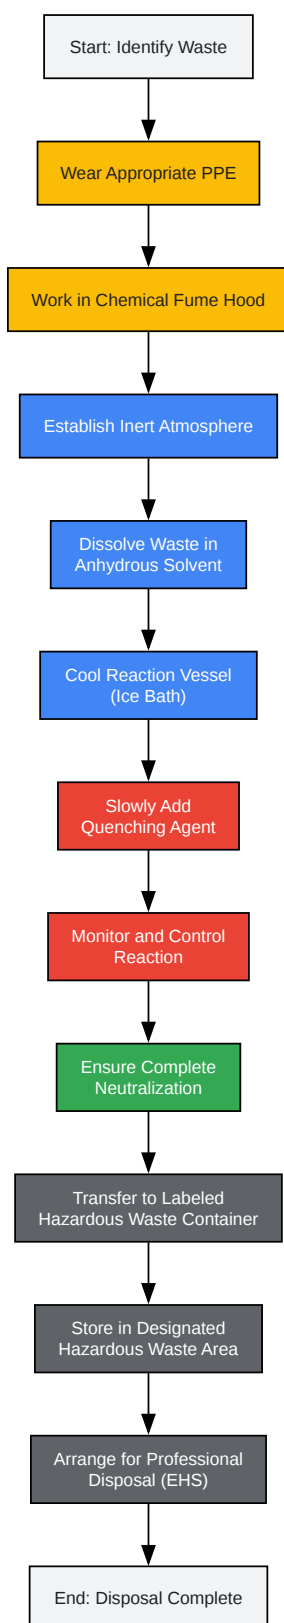 Start: Identify Waste
Wear Appropriate PPE
Work in Chemical Fume Hood
Establish Inert Atmosphere
Dissolve Waste in
Anhydrous Solvent
Cool Reaction Vessel
(Ice Bath)
Slowly Add
Quenching Agent
Monitor and Control
Reaction
Ensure Complete
Neutralization
Transfer to Labeled
Hazardous Waste Container
Store in Designated
Hazardous Waste Area
Arrange for Professional
Disposal (EHS)
End: Disposal Complete